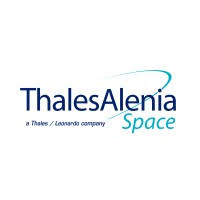 ThalesAlenia
a Thales / Leonardo company
Space